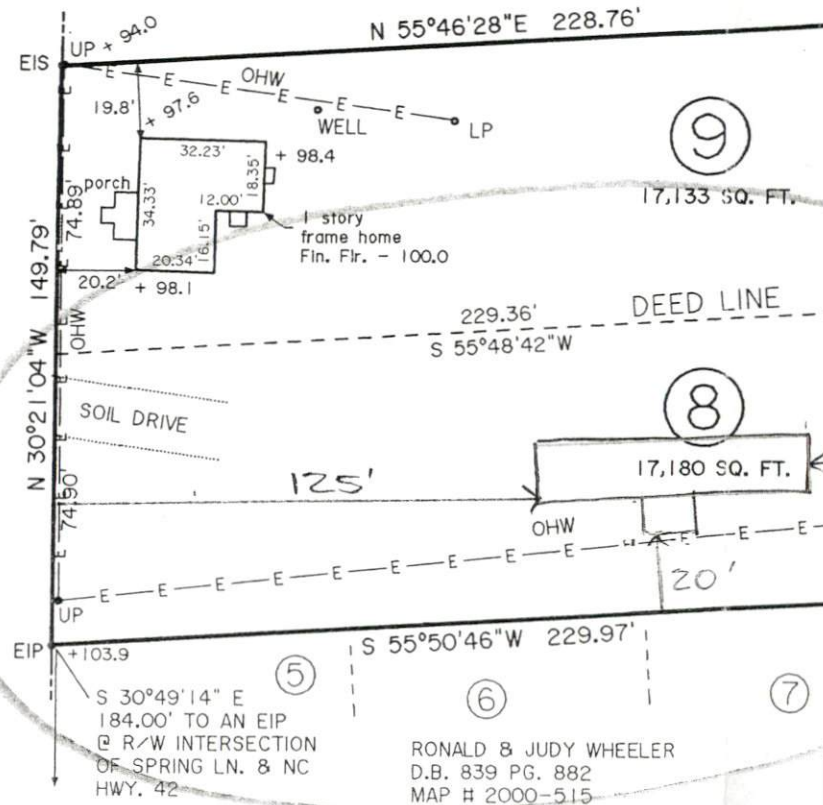 N 55°46'28"E 228.76'
UP + 94.0
EIS
E E E E E E
OHW
19.8'
+ 97.6
WELL
LP
9
17,133 SQ. FT.
32.23'
+ 98.4
18.35'
porch
34.33'
12.00'
16.15'
20.34'
1 story
frame home
Fin. Flr. - 100.0
20.2'
+ 98.1
74.89'
N 30°21'04"W 149.79'
OHW
229.36'
DEED LINE
S 55°48'42"W
SOIL DRIVE
8
17,180 SQ. FT.
125'
74.90'
OHW
E E E E E E E E E E E E
20'
UP
S 55°50'46"W 229.97'
EIP
+103.9
5
6
7
S 30°49'14" E
184.00' TO AN EIP
@ R/W INTERSECTION
OF SPRING LN. & NC
HWY. 42
RONALD & JUDY WHEELER
D.B. 839 PG. 882
MAP # 2000-515